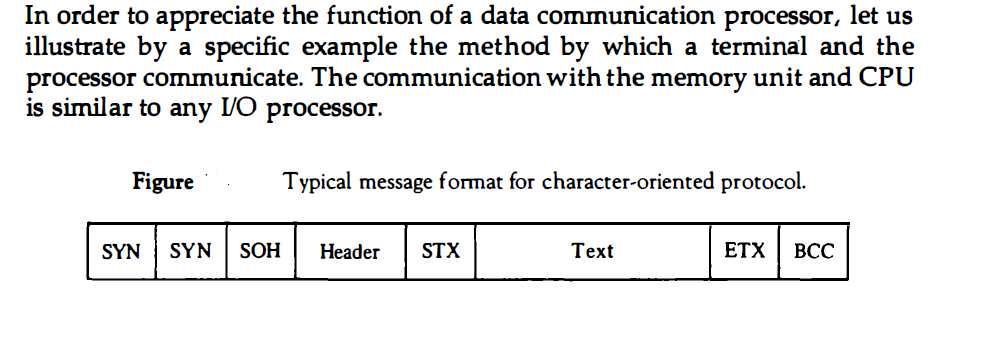 In order to appreciate the function of a data communication processor, let us
illustrate by a specific example the method by which a terminal and the
processor communicate. The communication with the memory unit and CPU
is similar to any I/O processor.
Figure Typical message format for character-oriented protocol.
SYN SYN SOH Header STX Text ETX BCC